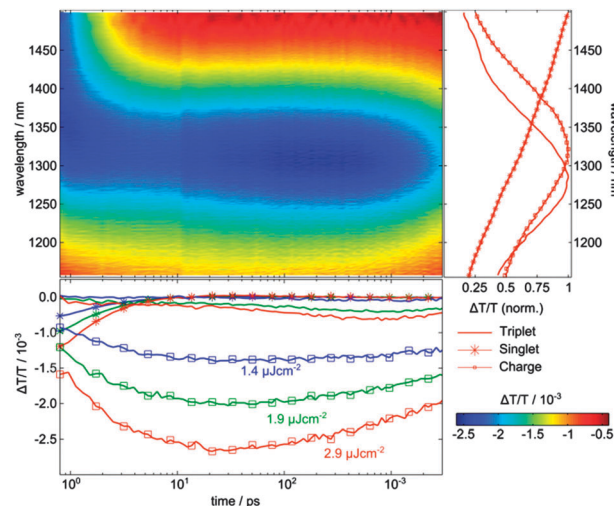 1450
1400
1350
1300
1250
1200
wavelength / nm
1450
1400
1350
1300
1250
1200
0.25
0.5
0.75
1
ΔT/T (norm.)
Triplet
Singlet
Charge
ΔT/T / 10⁻³
-2.5
-2
-1.5
-1
-0.5
0.0
-0.5
-1.0
-1.5
-2.0
-2.5
ΔT/T / 10⁻³
1.4 μJcm⁻²
1.9 μJcm⁻²
2.9 μJcm⁻²
10⁰
10¹
10²
10⁻³
time / ps